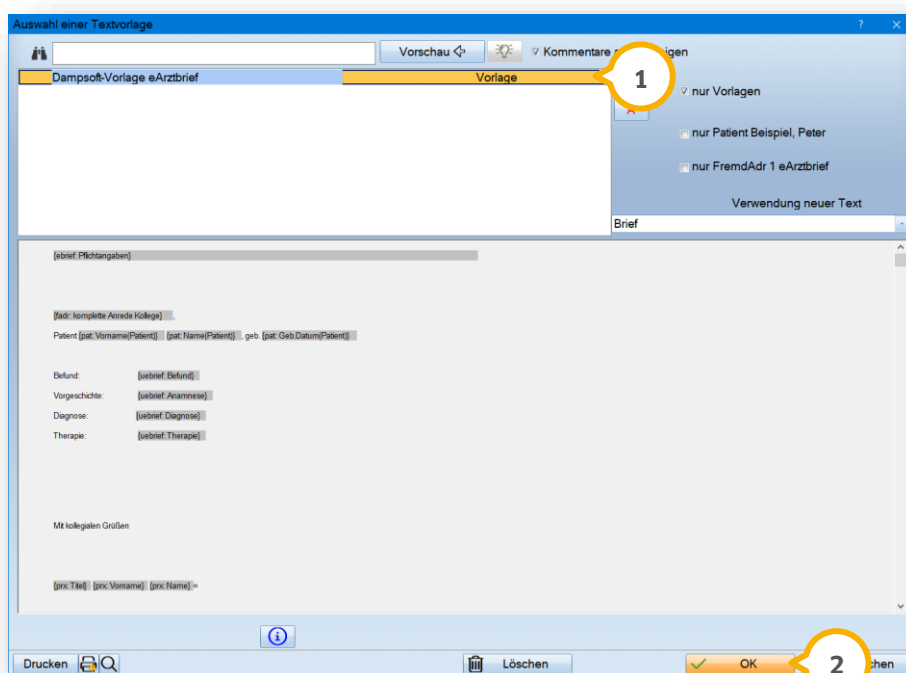 Auswahl einer Textvorlage ?
Vorschau Kommentare eigen
Dampsoft-Vorlage eArztbrief Vorlage
1
nur Vorlagen
nur Patient Beispiel, Peter
nur FremdAdr 1 eArztbrief
Verwendung neuer Text
Brief
{ebrief: Pflichtangaben}
{fadr: komplette Anrede Kollege} ,
Patient {pat: Vorname(Patient)} {pat: Name(Patient)} , geb. {pat: Geb.Datum(Patient)}
Befund: {uebrief: Befund}
Vorgeschichte: {uebrief: Anamnese}
Diagnose: {uebrief: Diagnose}
Therapie: {uebrief: Therapie}
Mit kollegialen Grüßen
{prx: Titel} {prx: Vorname} {prx: Name} =
Drucken Löschen OK 2 chen